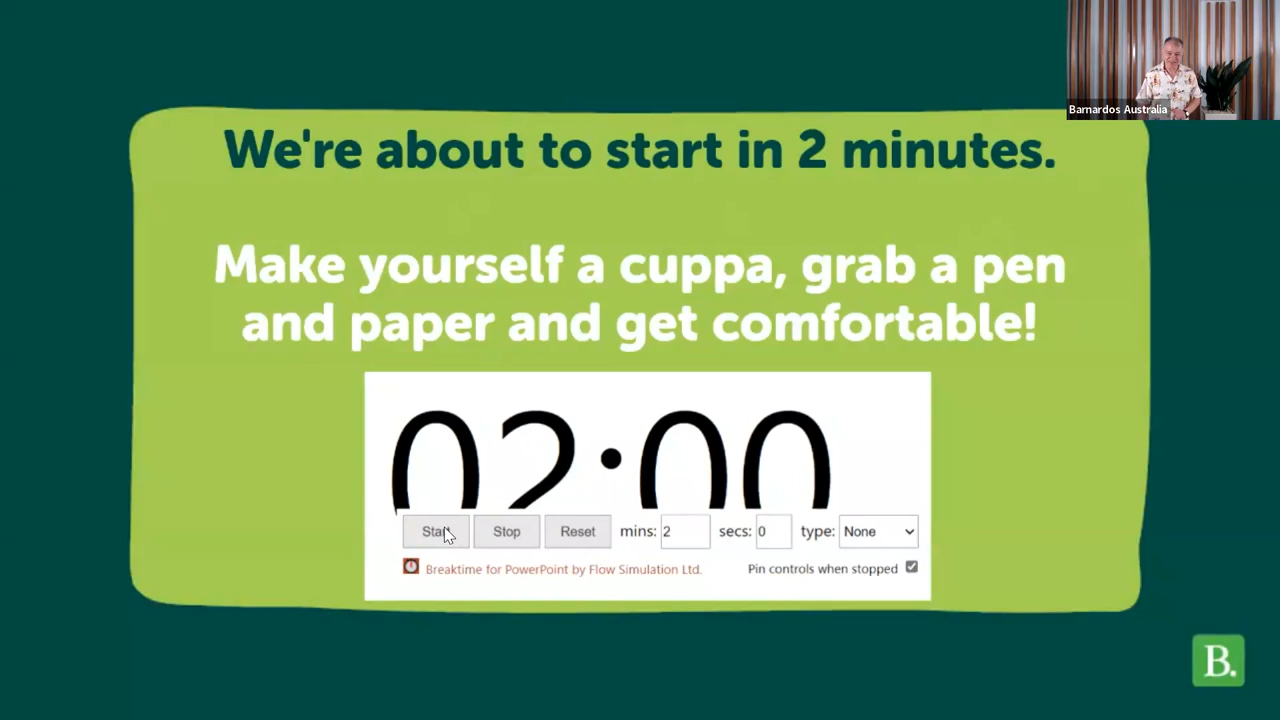 Barnardos Australia
We're about to start in 2 minutes.
Make yourself a cuppa, grab a pen
and paper and get comfortable!
02:00
Start Stop Reset mins: 2 secs: 0 type: None
Breaktime for PowerPoint by Flow Simulation Ltd. Pin controls when stopped
B.